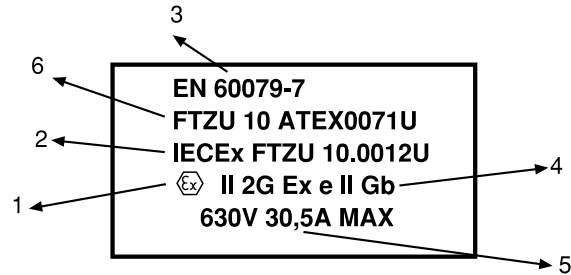 3
EN 60079-7
6
FTZU 10 ATEX0071U
2
IECEx FTZU 10.0012U
1
Ex II 2G Ex e II Gb
4
630V 30,5A MAX
5